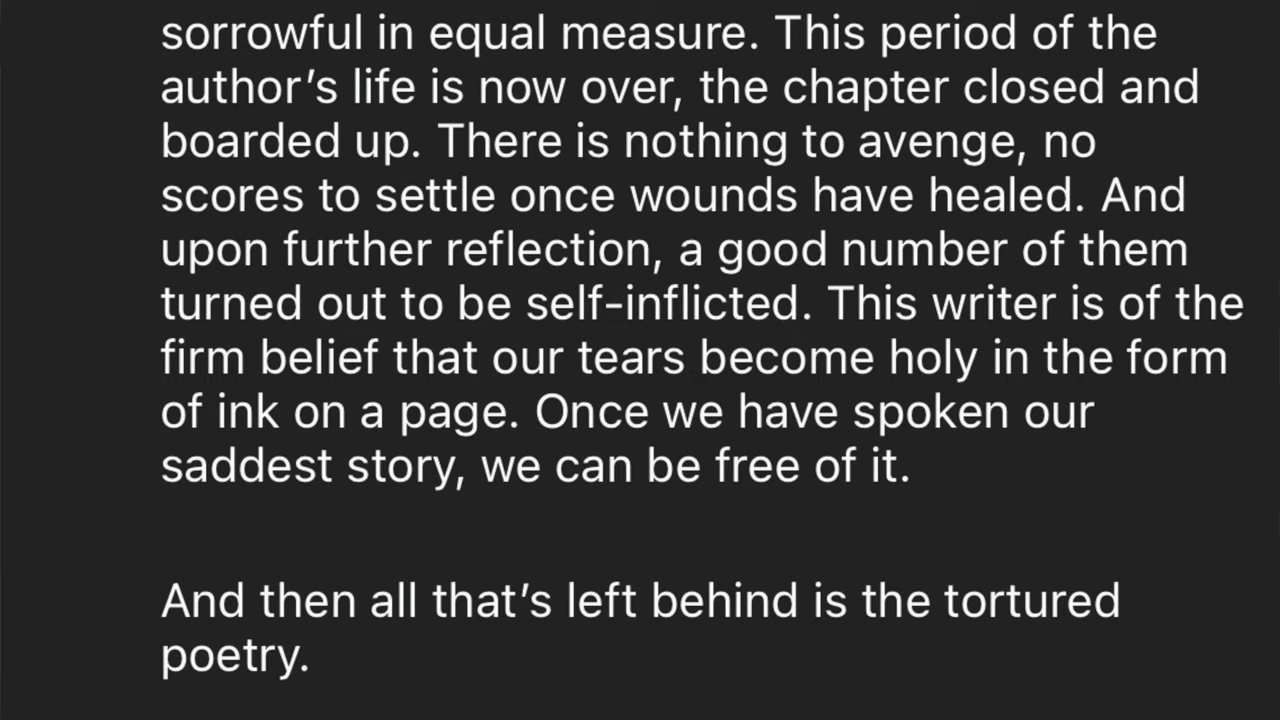 sorrowful in equal measure. This period of the
author’s life is now over, the chapter closed and
boarded up. There is nothing to avenge, no
scores to settle once wounds have healed. And
upon further reflection, a good number of them
turned out to be self-inflicted. This writer is of the
firm belief that our tears become holy in the form
of ink on a page. Once we have spoken our
saddest story, we can be free of it.
And then all that’s left behind is the tortured
poetry.